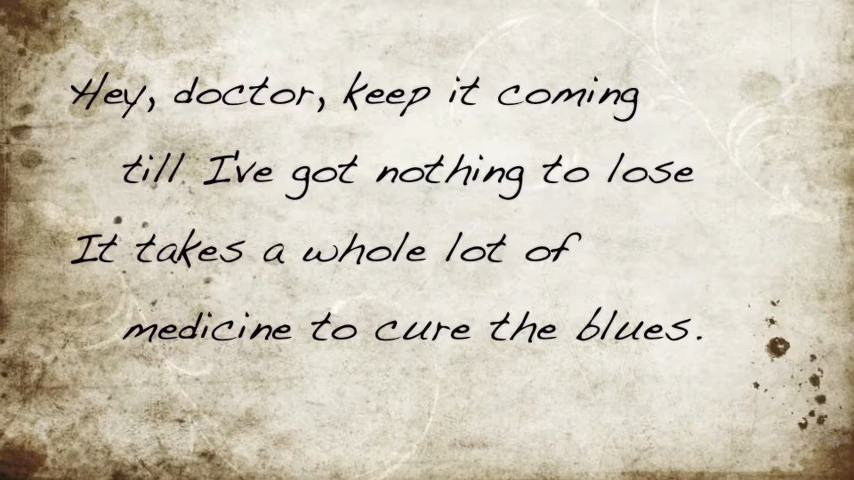 Hey, doctor, keep it coming
till I've got nothing to lose
It takes a whole lot of
medicine to cure the blues.